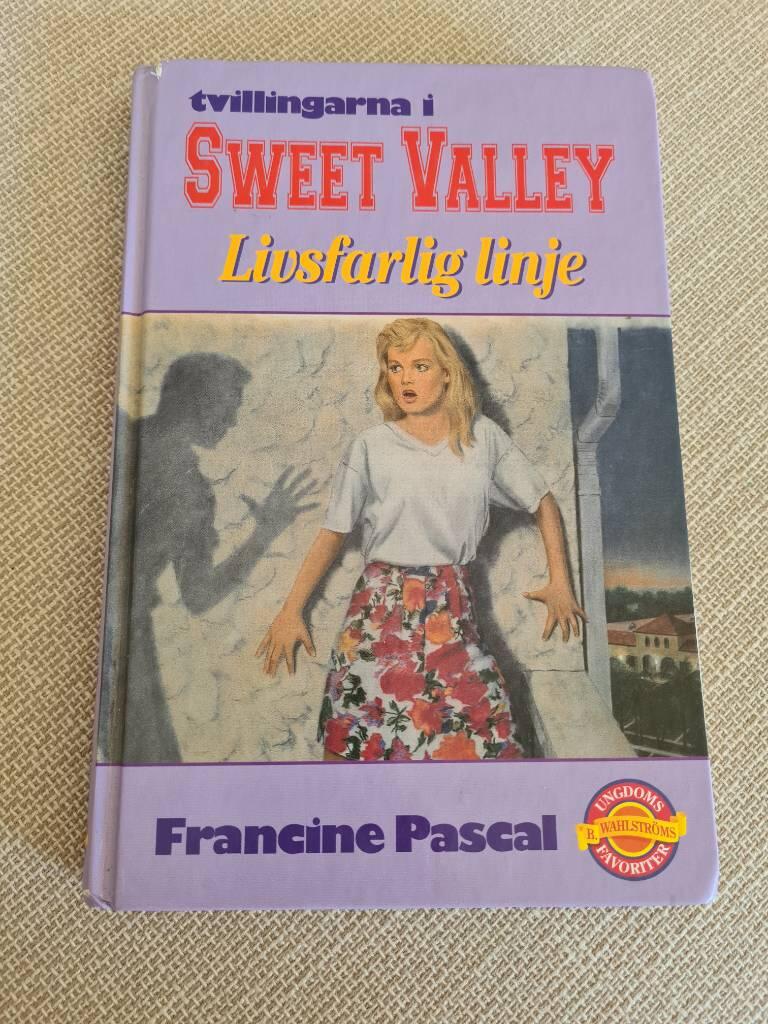 tvillingarna i
SWEET VALLEY
Livsfarlig linje
Francine Pascal
UNGDOMS
B. WAHLSTRÖMS
FAVORITER